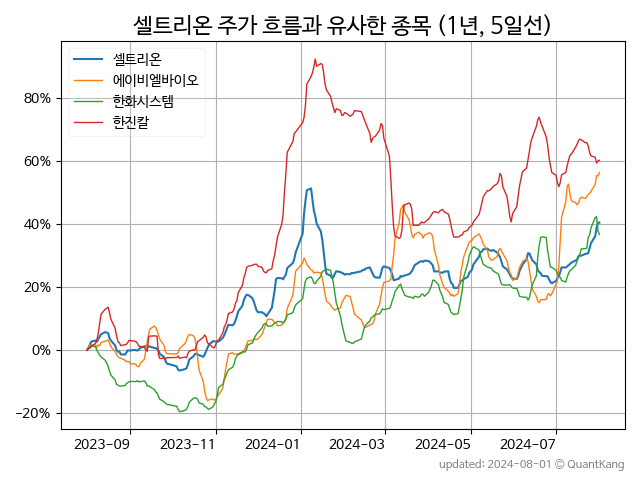 셀트리온 주가 흐름과 유사한 종목 (1년, 5일선)
셀트리온
에이비엘바이오
한화시스템
한진칼
80%
60%
40%
20%
0%
−20%
2023-09 2023-11 2024-01 2024-03 2024-05 2024-07
updated: 2024-08-01 © QuantKang